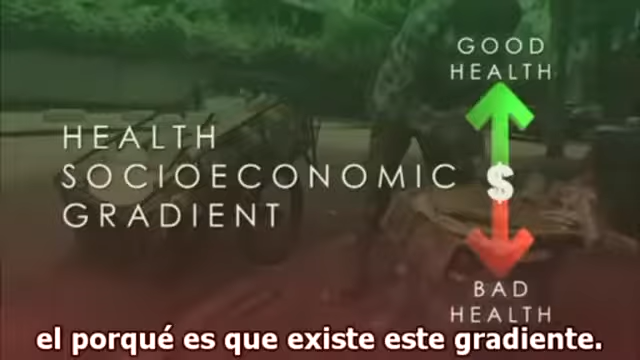 GOOD
HEALTH
HEALTH
SOCIOECONOMIC
GRADIENT
$
BAD
HEALTH
el porqué es que existe este gradiente.